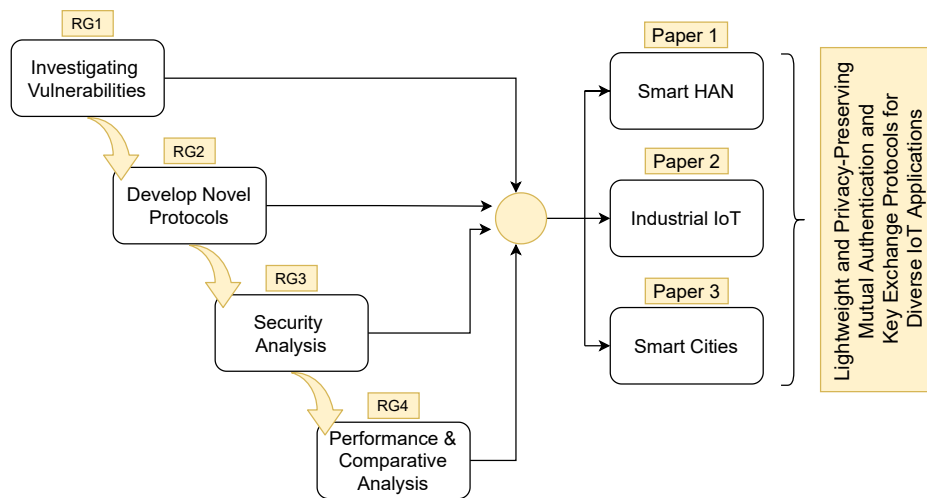 RG1
Investigating
Vulnerabilities
RG2
Develop Novel
Protocols
RG3
Security
Analysis
RG4
Performance &
Comparative
Analysis
Paper 1
Smart HAN
Paper 2
Industrial IoT
Paper 3
Smart Cities
Lightweight and Privacy-Preserving
Mutual Authentication and
Key Exchange Protocols for
Diverse IoT Applications